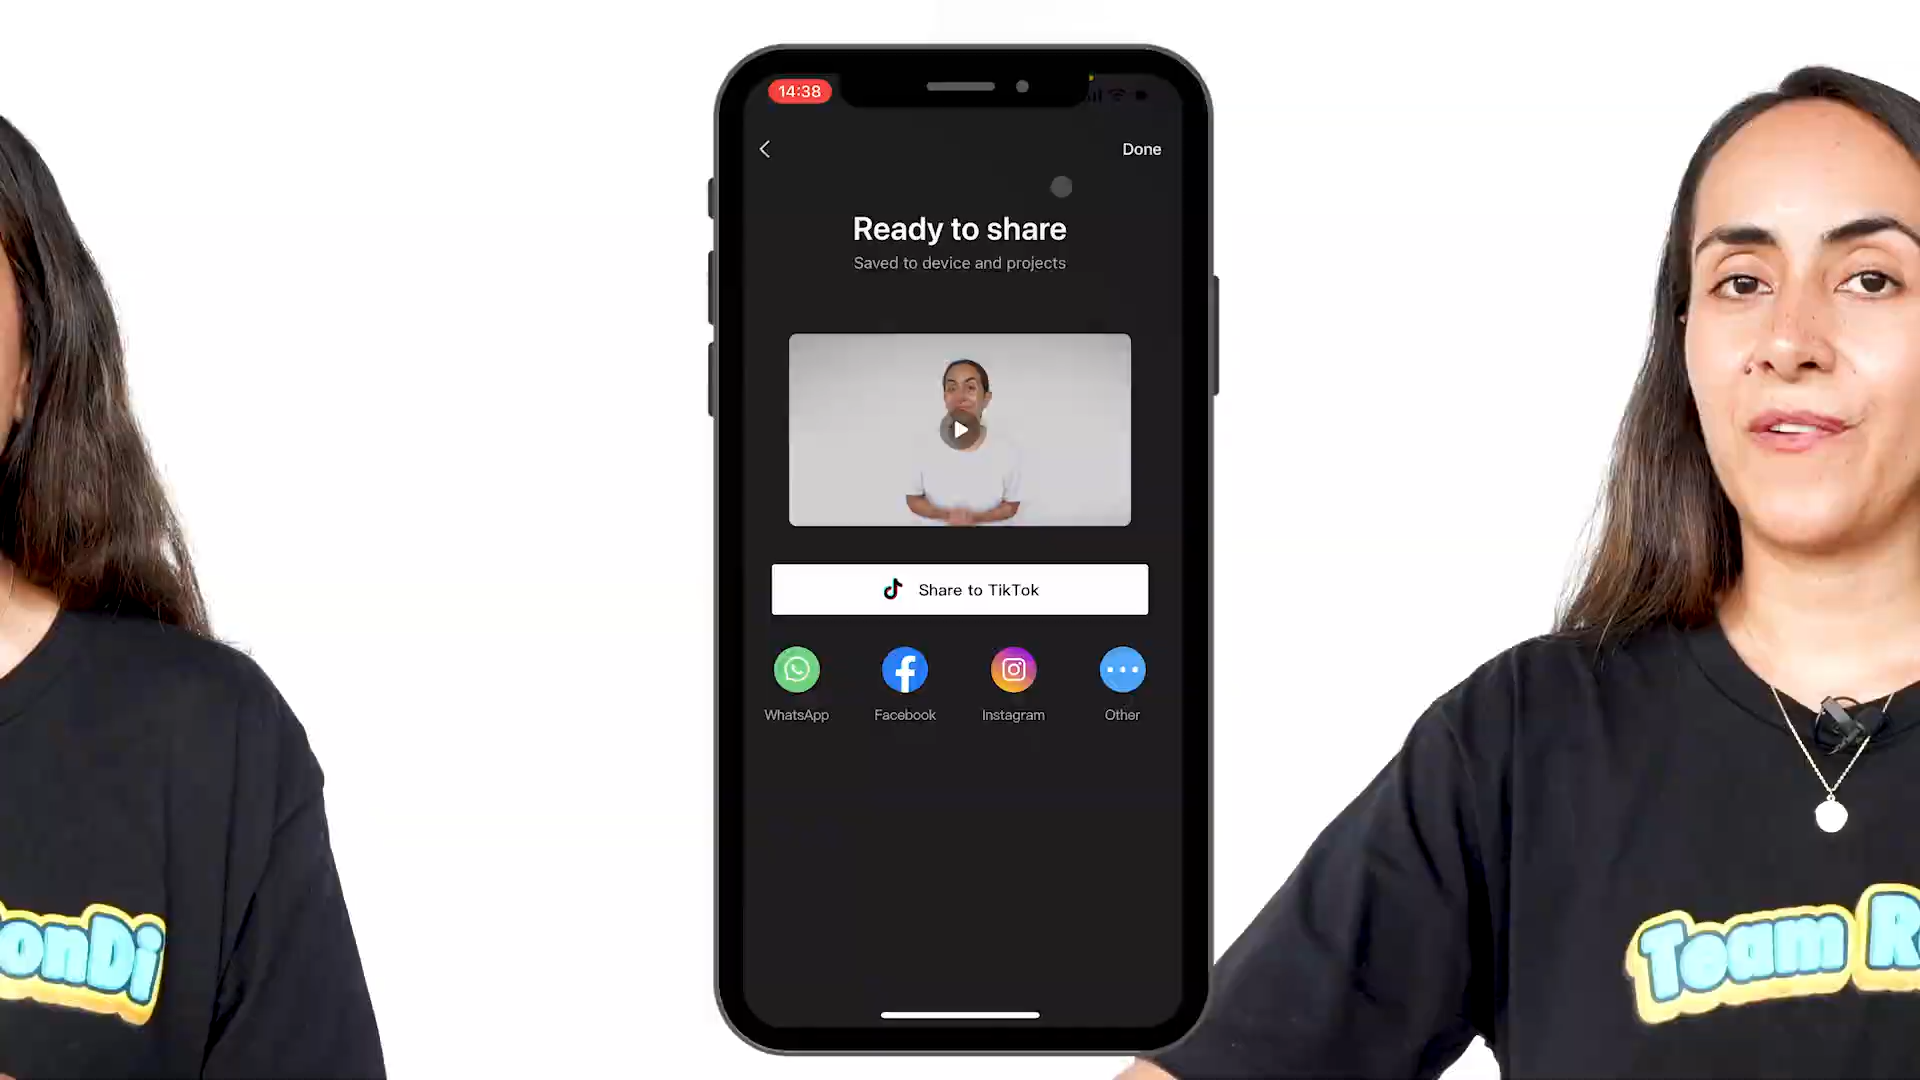 14:38
Done
Ready to share
Saved to device and projects
Share to TikTok
WhatsApp
Facebook
Instagram
Other
onDi
Team R